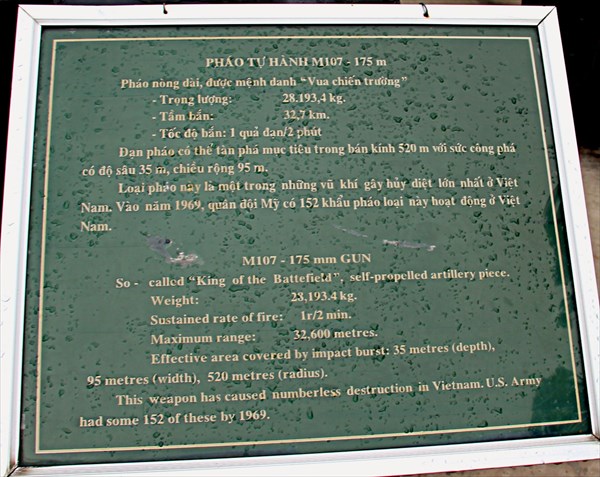 PHÁO TỰ HÀNH M107 - 175 m
Pháo nòng dài, được mệnh danh "Vua chiến trường"
- Trọng lượng: 28.193,4 kg.
- Tầm bắn: 32,7 km.
- Tốc độ bắn: 1 quả đạn/2 phút
Đạn pháo có thể tàn phá mục tiêu trong bán kính 520 m với sức công phá
có độ sâu 35 m, chiều rộng 95 m.
Loại pháo này là một trong những vũ khí gây hủy diệt lớn nhất ở Việt
Nam. Vào năm 1969, quân đội Mỹ có 152 khẩu pháo loại này hoạt động ở Việt
Nam.
M107 - 175 mm GUN
So - called "King of the Battefield", self-propelled artillery piece.
Weight: 28,193.4 kg.
Sustained rate of fire: 1r/2 min.
Maximum range: 32,600 metres.
Effective area covered by impact burst: 35 metres (depth),
95 metres (width), 520 metres (radius).
This weapon has caused numberless destruction in Vietnam. U.S. Army
had some 152 of these by 1969.